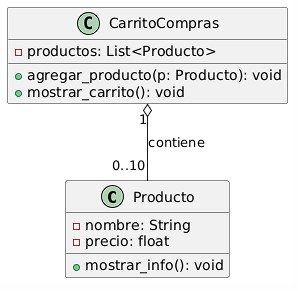 C CarritoCompras
productos: List<Producto>
agregar_producto(p: Producto): void
mostrar_carrito(): void
1
contiene
0..10
C Producto
nombre: String
precio: float
mostrar_info(): void